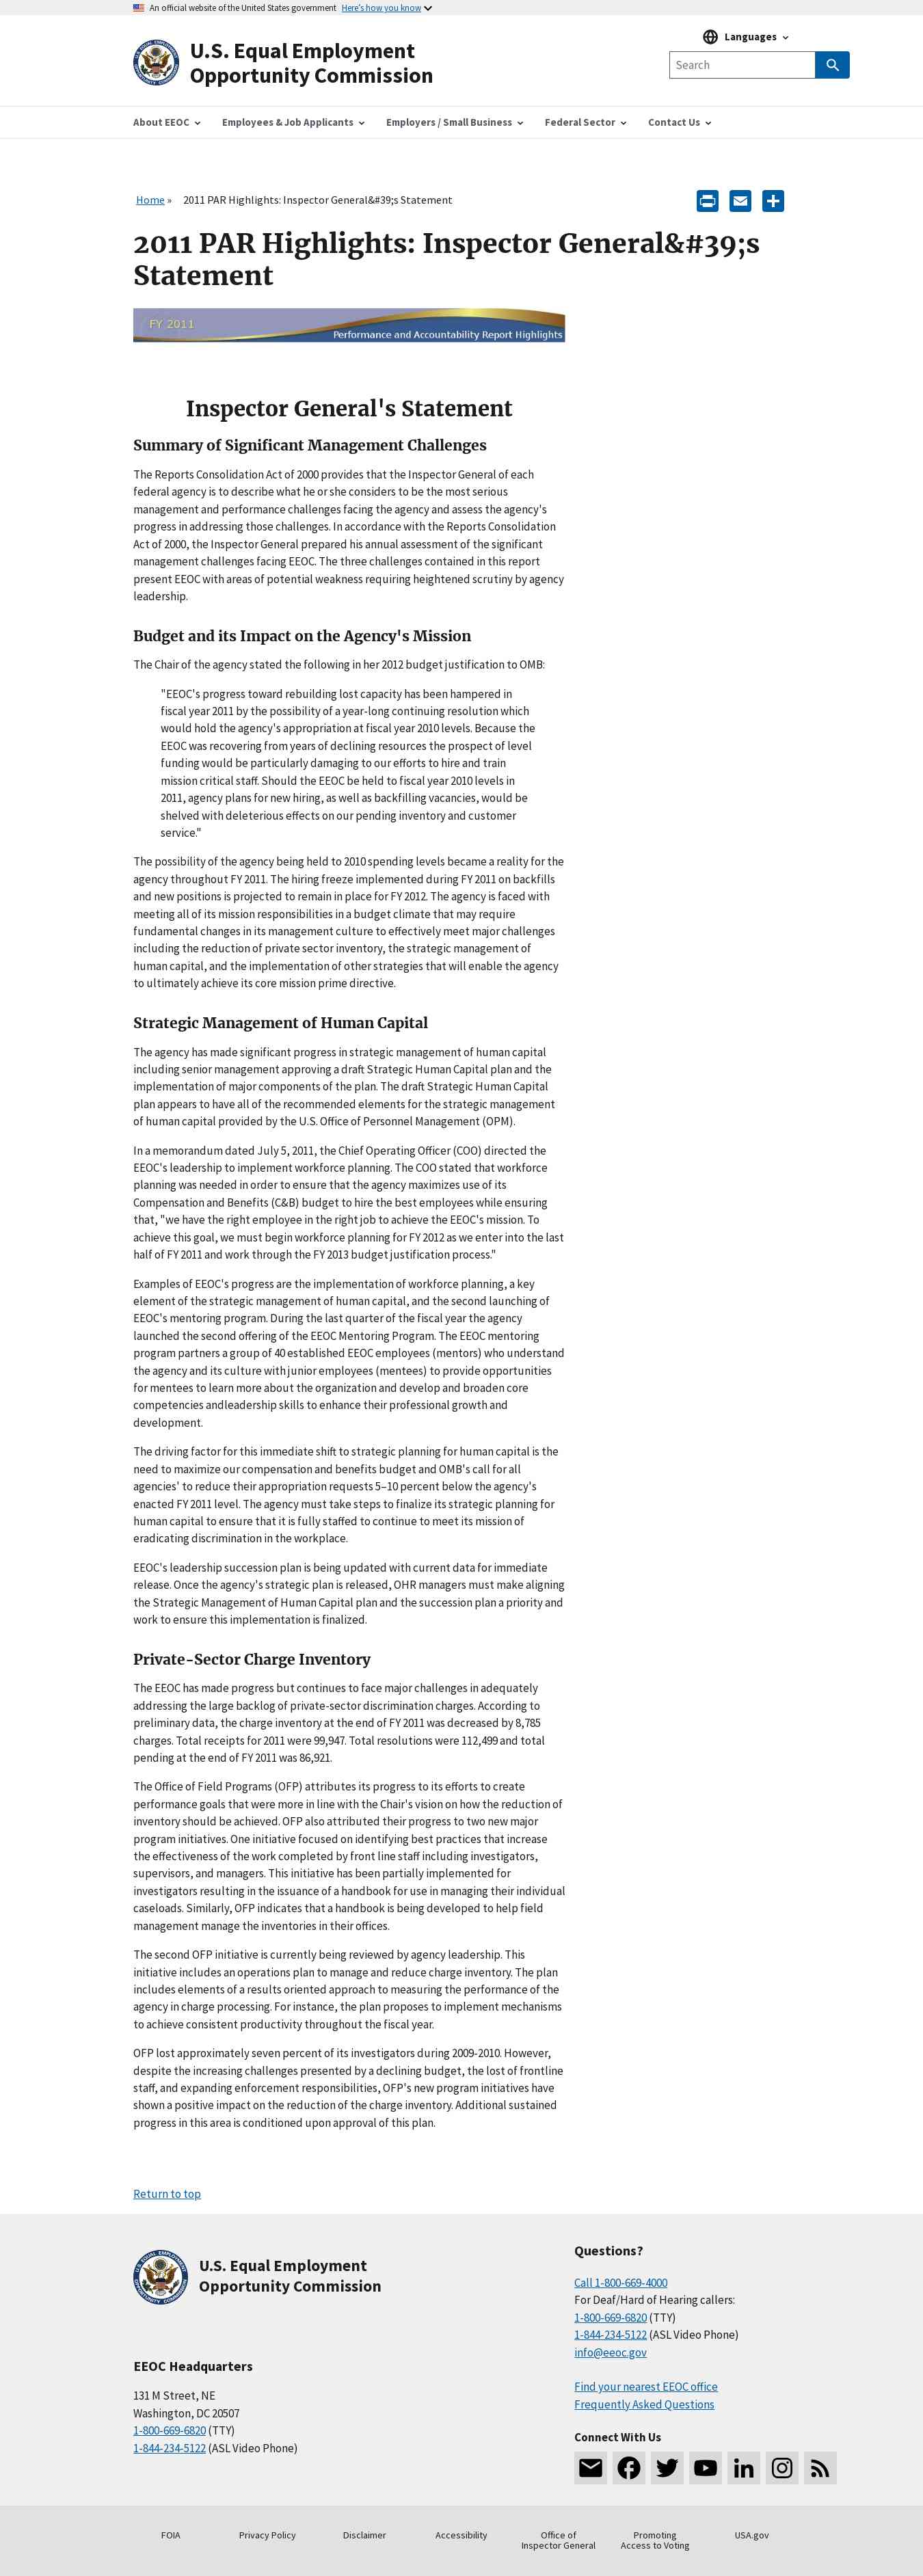 An official website of the United States government Here's how you know
U.S. Equal Employment
Opportunity Commission
Languages
Search
About EEOC
Employees & Job Applicants
Employers / Small Business
Federal Sector
Contact Us
Home » 2011 PAR Highlights: Inspector General&#39;s Statement
2011 PAR Highlights: Inspector General&#39;s
Statement
FY 2011
Performance and Accountability Report Highlights
Inspector General's Statement
Summary of Significant Management Challenges
The Reports Consolidation Act of 2000 provides that the Inspector General of each
federal agency is to describe what he or she considers to be the most serious
management and performance challenges facing the agency and assess the agency's
progress in addressing those challenges. In accordance with the Reports Consolidation
Act of 2000, the Inspector General prepared his annual assessment of the significant
management challenges facing EEOC. The three challenges contained in this report
present EEOC with areas of potential weakness requiring heightened scrutiny by agency
leadership.
Budget and its Impact on the Agency's Mission
The Chair of the agency stated the following in her 2012 budget justification to OMB:
"EEOC's progress toward rebuilding lost capacity has been hampered in
fiscal year 2011 by the possibility of a year-long continuing resolution which
would hold the agency's appropriation at fiscal year 2010 levels. Because the
EEOC was recovering from years of declining resources the prospect of level
funding would be particularly damaging to our efforts to hire and train
mission critical staff. Should the EEOC be held to fiscal year 2010 levels in
2011, agency plans for new hiring, as well as backfilling vacancies, would be
shelved with deleterious effects on our pending inventory and customer
service."
The possibility of the agency being held to 2010 spending levels became a reality for the
agency throughout FY 2011. The hiring freeze implemented during FY 2011 on backfills
and new positions is projected to remain in place for FY 2012. The agency is faced with
meeting all of its mission responsibilities in a budget climate that may require
fundamental changes in its management culture to effectively meet major challenges
including the reduction of private sector inventory, the strategic management of
human capital, and the implementation of other strategies that will enable the agency
to ultimately achieve its core mission prime directive.
Strategic Management of Human Capital
The agency has made significant progress in strategic management of human capital
including senior management approving a draft Strategic Human Capital plan and the
implementation of major components of the plan. The draft Strategic Human Capital
plan appears to have all of the recommended elements for the strategic management
of human capital provided by the U.S. Office of Personnel Management (OPM).
In a memorandum dated July 5, 2011, the Chief Operating Officer (COO) directed the
EEOC's leadership to implement workforce planning. The COO stated that workforce
planning was needed in order to ensure that the agency maximizes use of its
Compensation and Benefits (C&B) budget to hire the best employees while ensuring
that, "we have the right employee in the right job to achieve the EEOC's mission. To
achieve this goal, we must begin workforce planning for FY 2012 as we enter into the last
half of FY 2011 and work through the FY 2013 budget justification process."
Examples of EEOC's progress are the implementation of workforce planning, a key
element of the strategic management of human capital, and the second launching of
EEOC's mentoring program. During the last quarter of the fiscal year the agency
launched the second offering of the EEOC Mentoring Program. The EEOC mentoring
program partners a group of 40 established EEOC employees (mentors) who understand
the agency and its culture with junior employees (mentees) to provide opportunities
for mentees to learn more about the organization and develop and broaden core
competencies andleadership skills to enhance their professional growth and
development.
The driving factor for this immediate shift to strategic planning for human capital is the
need to maximize our compensation and benefits budget and OMB's call for all
agencies' to reduce their appropriation requests 5–10 percent below the agency's
enacted FY 2011 level. The agency must take steps to finalize its strategic planning for
human capital to ensure that it is fully staffed to continue to meet its mission of
eradicating discrimination in the workplace.
EEOC's leadership succession plan is being updated with current data for immediate
release. Once the agency's strategic plan is released, OHR managers must make aligning
the Strategic Management of Human Capital plan and the succession plan a priority and
work to ensure this implementation is finalized.
Private-Sector Charge Inventory
The EEOC has made progress but continues to face major challenges in adequately
addressing the large backlog of private-sector discrimination charges. According to
preliminary data, the charge inventory at the end of FY 2011 was decreased by 8,785
charges. Total receipts for 2011 were 99,947. Total resolutions were 112,499 and total
pending at the end of FY 2011 was 86,921.
The Office of Field Programs (OFP) attributes its progress to its efforts to create
performance goals that were more in line with the Chair's vision on how the reduction of
inventory should be achieved. OFP also attributed their progress to two new major
program initiatives. One initiative focused on identifying best practices that increase
the effectiveness of the work completed by front line staff including investigators,
supervisors, and managers. This initiative has been partially implemented for
investigators resulting in the issuance of a handbook for use in managing their individual
caseloads. Similarly, OFP indicates that a handbook is being developed to help field
management manage the inventories in their offices.
The second OFP initiative is currently being reviewed by agency leadership. This
initiative includes an operations plan to manage and reduce charge inventory. The plan
includes elements of a results oriented approach to measuring the performance of the
agency in charge processing. For instance, the plan proposes to implement mechanisms
to achieve consistent productivity throughout the fiscal year.
OFP lost approximately seven percent of its investigators during 2009-2010. However,
despite the increasing challenges presented by a declining budget, the lost of frontline
staff, and expanding enforcement responsibilities, OFP's new program initiatives have
shown a positive impact on the reduction of the charge inventory. Additional sustained
progress in this area is conditioned upon approval of this plan.
Return to top
U.S. Equal Employment
Opportunity Commission
EEOC Headquarters
131 M Street, NE
Washington, DC 20507
1-800-669-6820 (TTY)
1-844-234-5122 (ASL Video Phone)
Questions?
Call 1-800-669-4000
For Deaf/Hard of Hearing callers:
1-800-669-6820 (TTY)
1-844-234-5122 (ASL Video Phone)
info@eeoc.gov
Find your nearest EEOC office
Frequently Asked Questions
Connect With Us
FOIA
Privacy Policy
Disclaimer
Accessibility
Office of
Inspector General
Promoting
Access to Voting
USA.gov